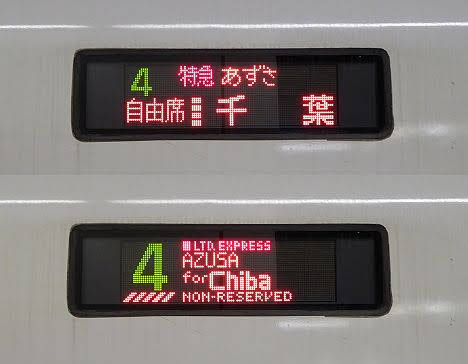 4 特急 あずさ
自由席 千葉
4 LTD. EXPRESS
AZUSA
for Chiba
NON-RESERVED